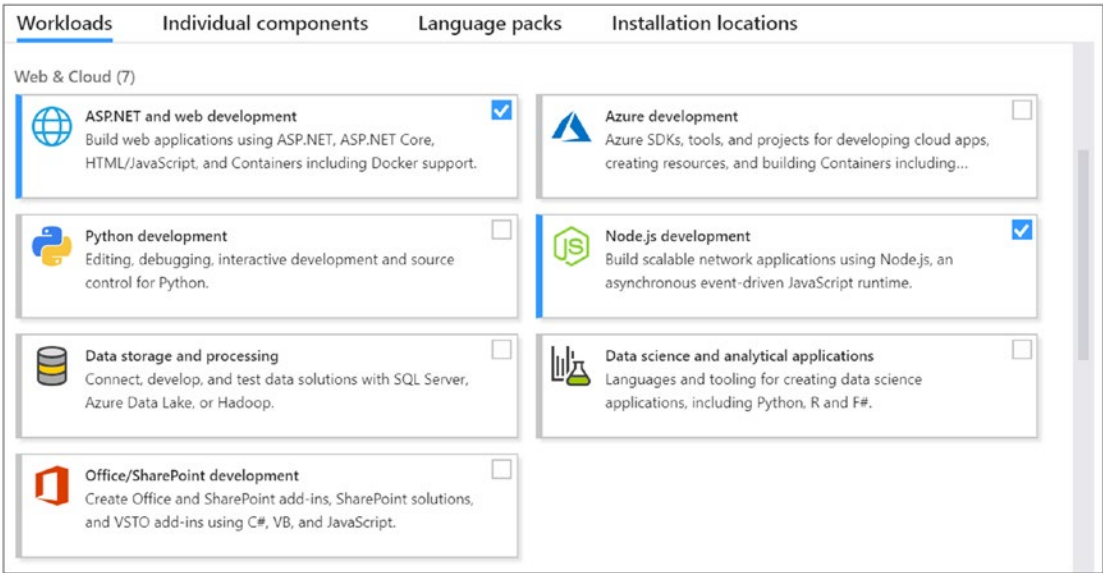 Workloads Individual components Language packs Installation locations
Web & Cloud (7)
ASP.NET and web development
Build web applications using ASP.NET, ASP.NET Core,
HTML/JavaScript, and Containers including Docker support.
Azure development
Azure SDKs, tools, and projects for developing cloud apps,
creating resources, and building Containers including...
Python development
Editing, debugging, interactive development and source
control for Python.
JS
Node.js development
Build scalable network applications using Node.js, an
asynchronous event-driven JavaScript runtime.
Data storage and processing
Connect, develop, and test data solutions with SQL Server,
Azure Data Lake, or Hadoop.
Data science and analytical applications
Languages and tooling for creating data science
applications, including Python, R and F#.
Office/SharePoint development
Create Office and SharePoint add-ins, SharePoint solutions,
and VSTO add-ins using C#, VB, and JavaScript.